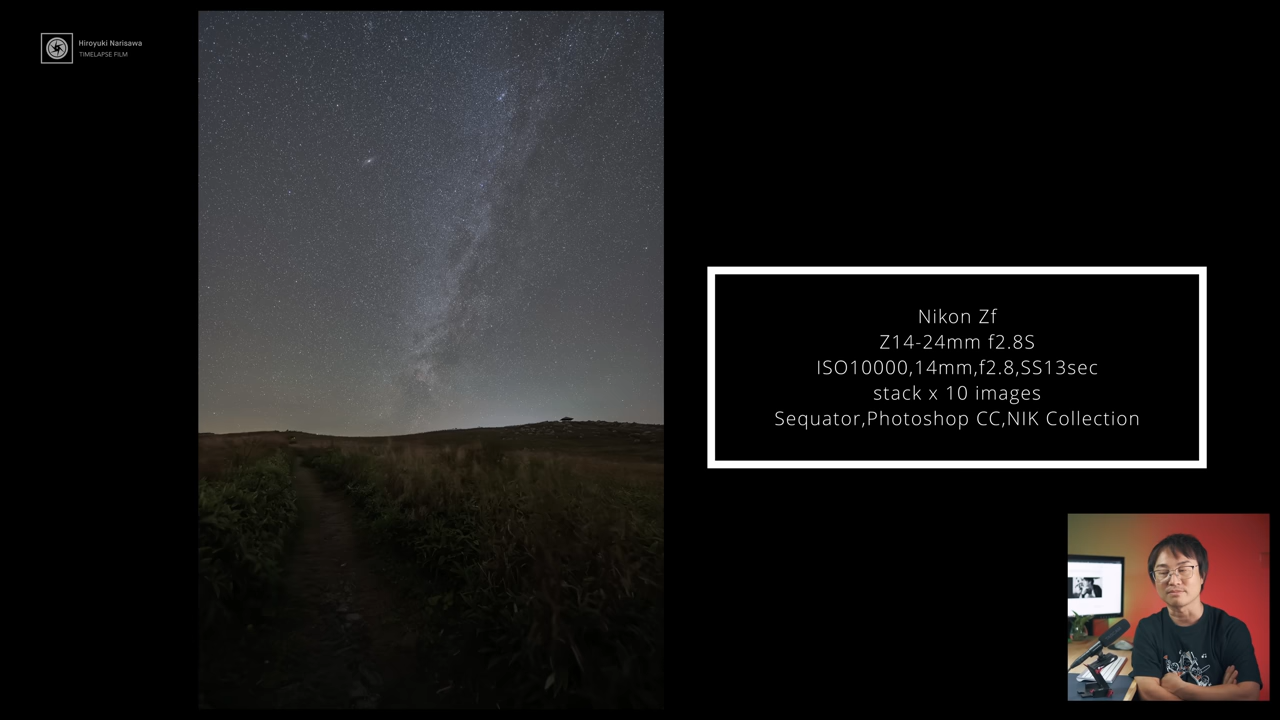 Hiroyuki Narisawa
TIMELAPSE FILM
Nikon Zf
Z14-24mm f2.8S
ISO10000,14mm,f2.8,SS13sec
stack x 10 images
Sequator,Photoshop CC,NIK Collection